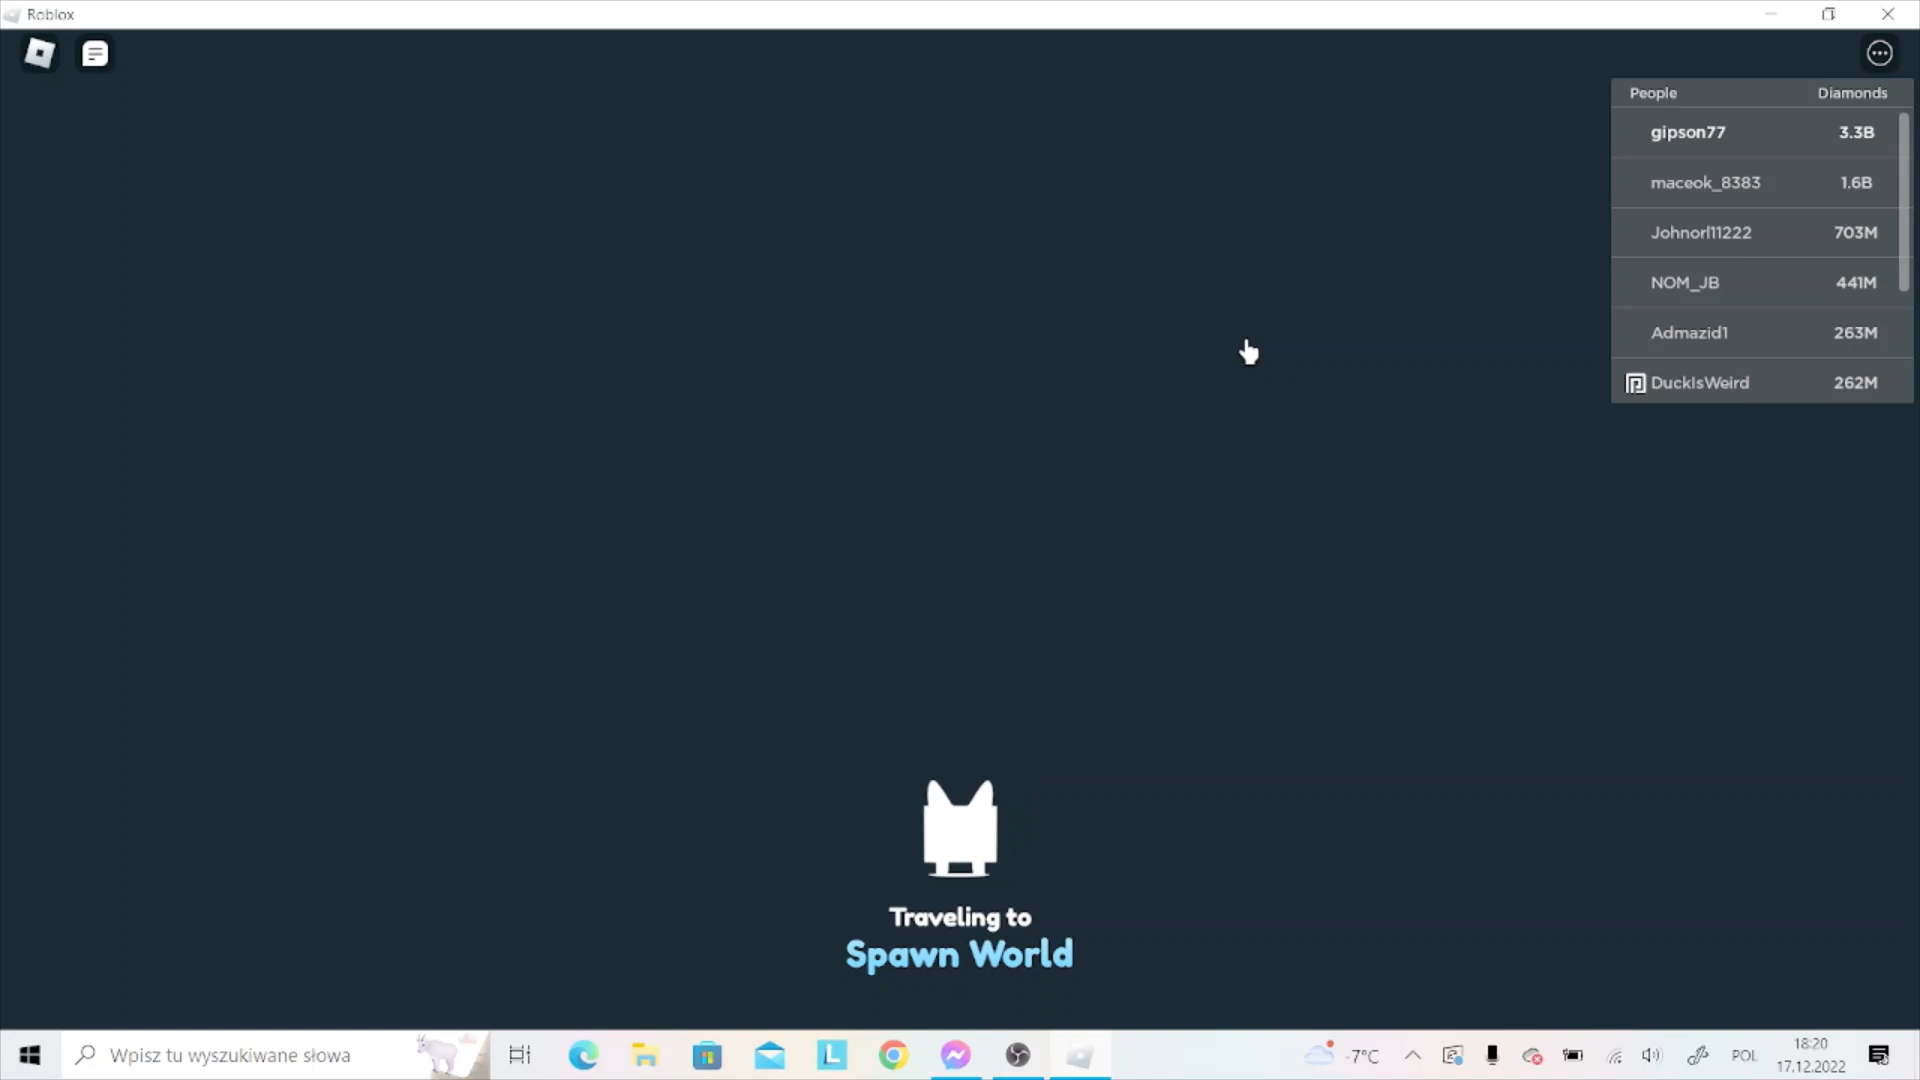 Roblox
People Diamonds
gipson77 3.3B
maceok_8383 1.6B
Johnorl11222 703M
NOM_JB 441M
Admazid1 263M
DuckIsWeird 262M
Traveling to
Spawn World
Wpisz tu wyszukiwane słowa
-7°C
POL
18:20
17.12.2022